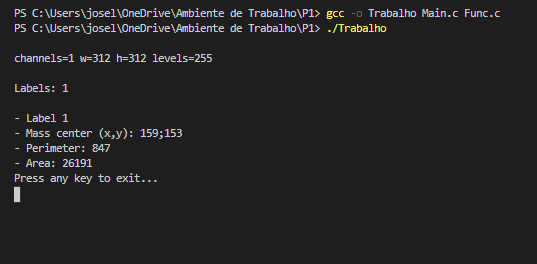 PS C:\Users\josel\OneDrive\Ambiente de Trabalho\P1> gcc -o Trabalho Main.c Func.c
PS C:\Users\josel\OneDrive\Ambiente de Trabalho\P1> ./Trabalho
channels=1 w=312 h=312 levels=255
Labels: 1
- Label 1
- Mass center (x,y): 159;153
- Perimeter: 847
- Area: 26191
Press any key to exit...